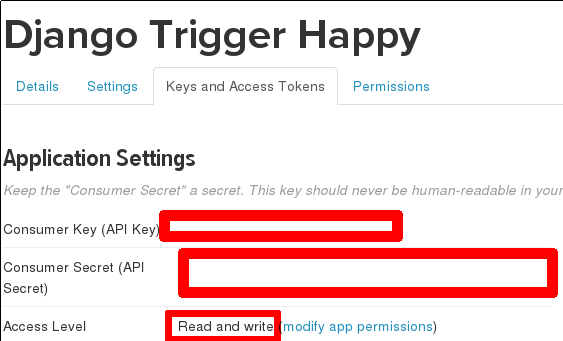 Django Trigger Happy
Details Settings Keys and Access Tokens Permissions
Application Settings
Keep the "Consumer Secret" a secret. This key should never be human-readable in your
Consumer Key (API Key)
Consumer Secret (API
Secret)
Access Level Read and write (modify app permissions)